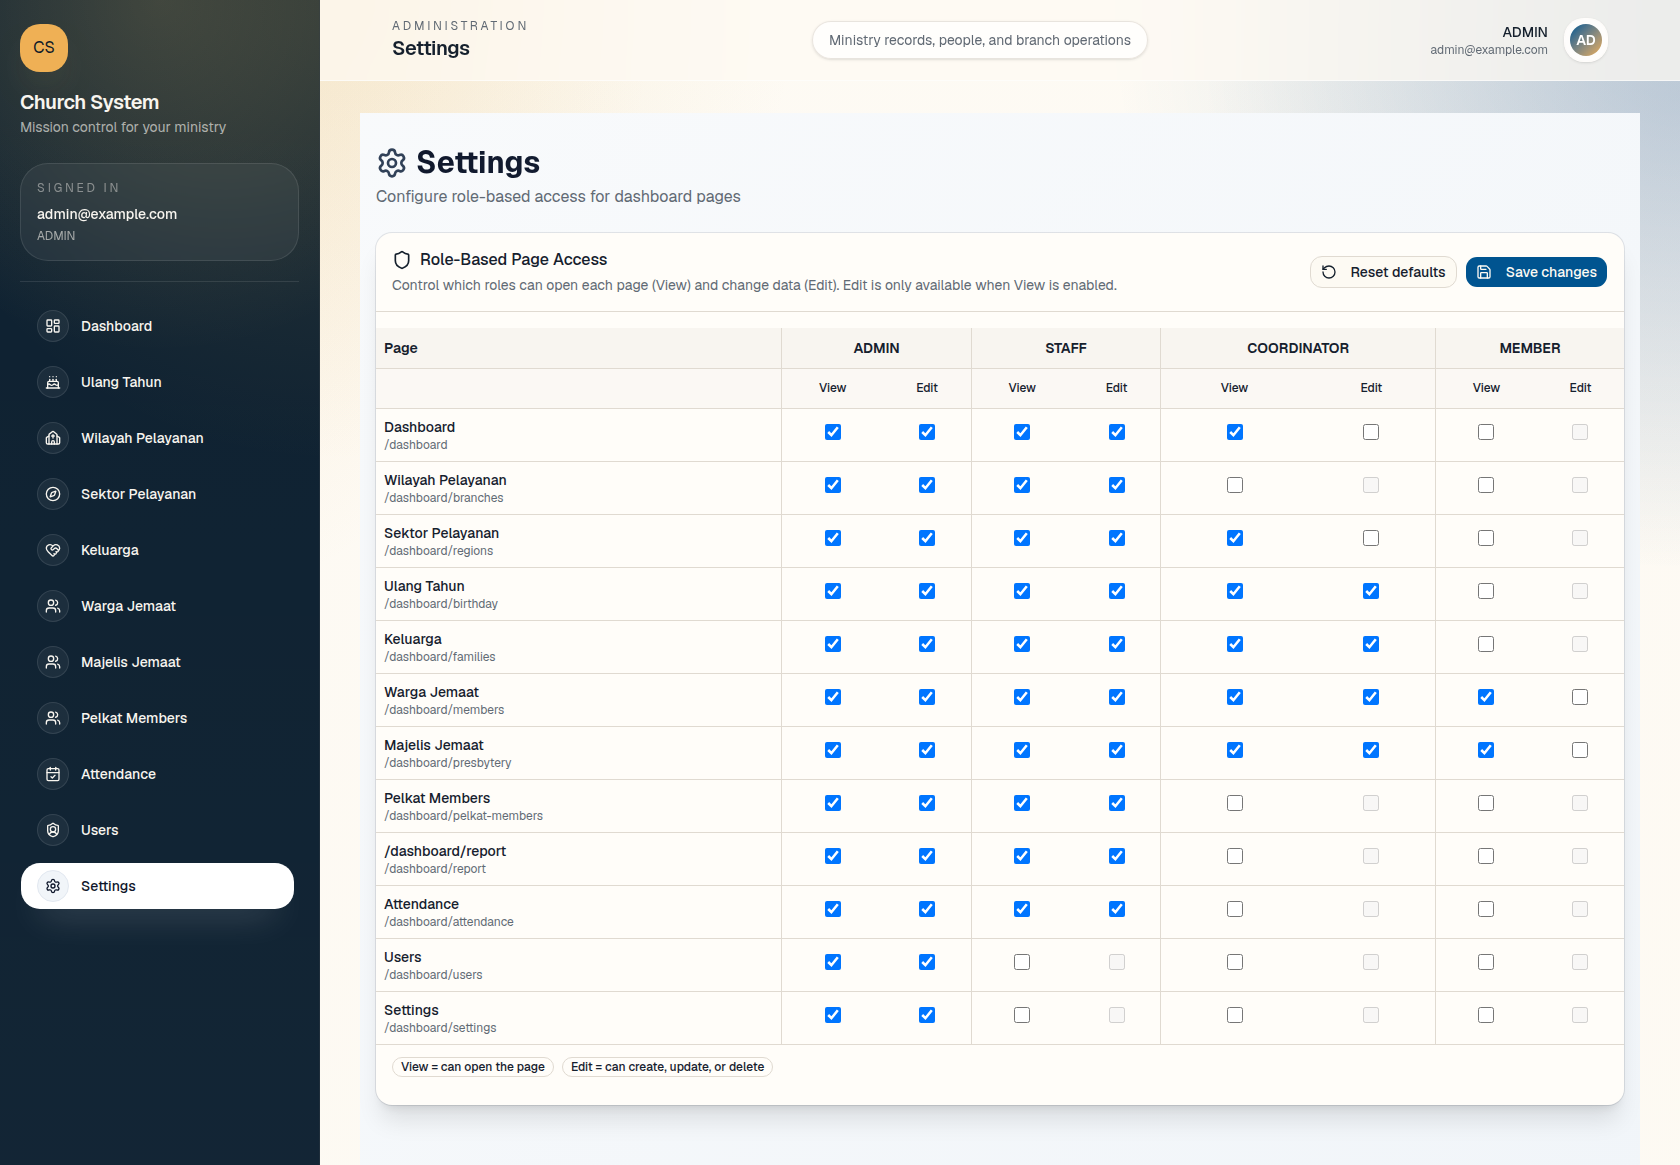 CS
Church System
Mission control for your ministry
SIGNED IN
admin@example.com
ADMIN
Dashboard
Ulang Tahun
Wilayah Pelayanan
Sektor Pelayanan
Keluarga
Warga Jemaat
Majelis Jemaat
Pelkat Members
Attendance
Users
Settings
ADMINISTRATION
Settings
Ministry records, people, and branch operations
ADMIN
admin@example.com
AD
Settings
Configure role-based access for dashboard pages
Role-Based Page Access
Control which roles can open each page (View) and change data (Edit). Edit is only available when View is enabled.
Reset defaults
Save changes
Page ADMIN STAFF COORDINATOR MEMBER
View Edit View Edit View Edit View Edit
Dashboard
/dashboard
Wilayah Pelayanan
/dashboard/branches
Sektor Pelayanan
/dashboard/regions
Ulang Tahun
/dashboard/birthday
Keluarga
/dashboard/families
Warga Jemaat
/dashboard/members
Majelis Jemaat
/dashboard/presbytery
Pelkat Members
/dashboard/pelkat-members
/dashboard/report
/dashboard/report
Attendance
/dashboard/attendance
Users
/dashboard/users
Settings
/dashboard/settings
View = can open the page
Edit = can create, update, or delete